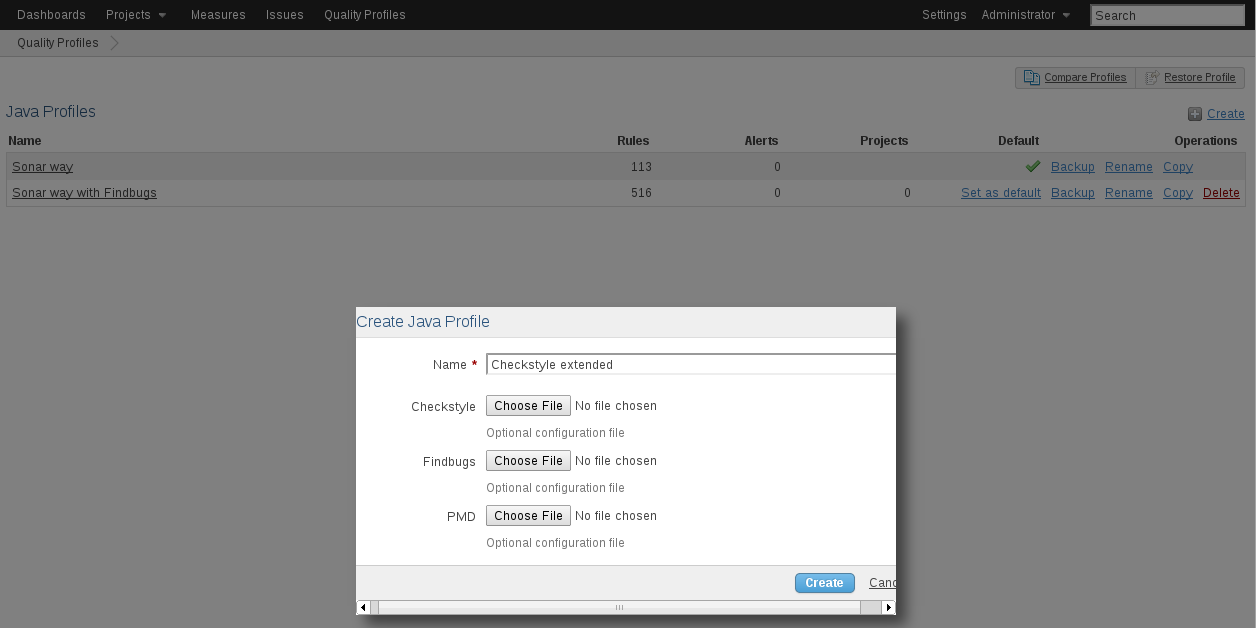 Dashboards Projects Measures Issues Quality Profiles Settings Administrator Search
Quality Profiles
Compare Profiles Restore Profile
Java Profiles Create
Name Rules Alerts Projects Default Operations
Sonar way 113 0 Backup Rename Copy
Sonar way with Findbugs 516 0 0 Set as default Backup Rename Copy Delete
Create Java Profile
Name * Checkstyle extended
Checkstyle Choose File No file chosen
Optional configuration file
Findbugs Choose File No file chosen
Optional configuration file
PMD Choose File No file chosen
Optional configuration file
Create Canc